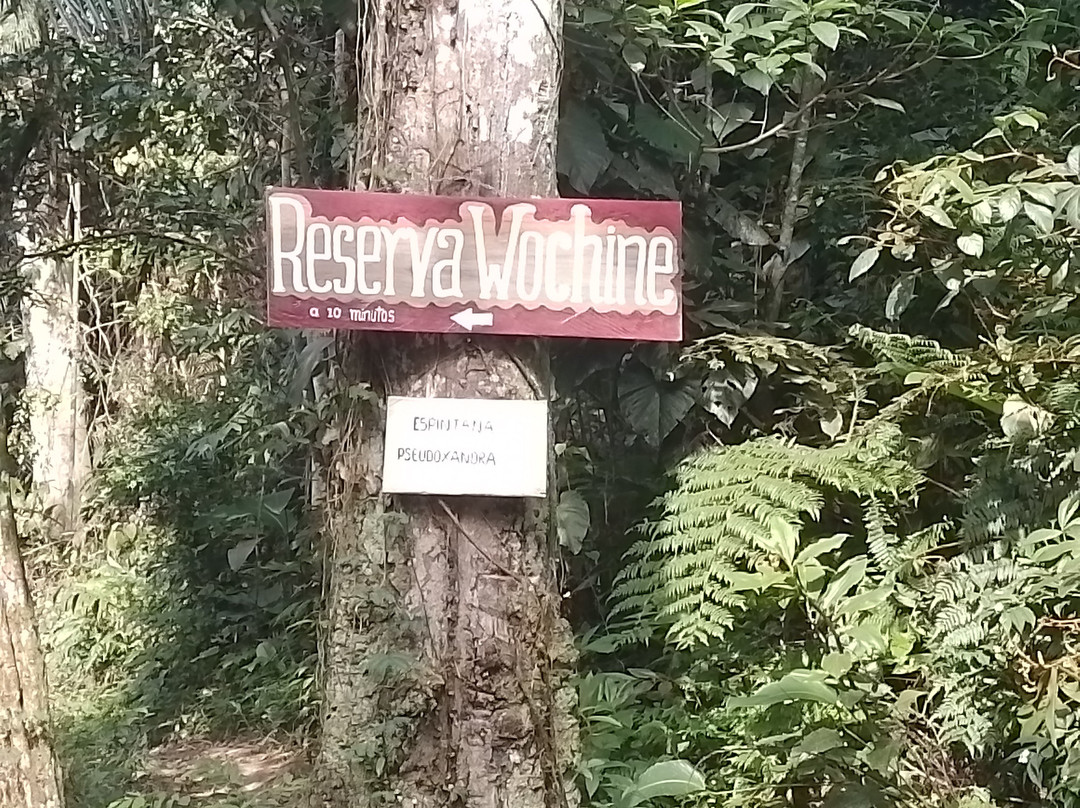 Reserva Wochine
a 10 minutos
ESPINTANA
PSEUDOXANDRA